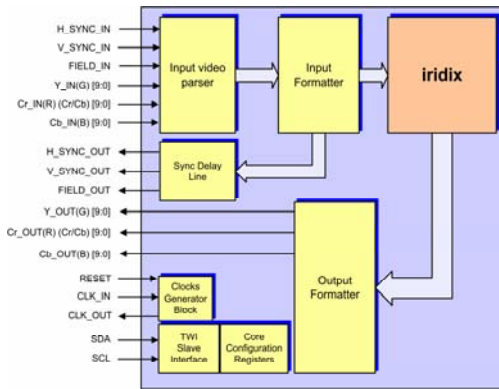 H_SYNC_IN
V_SYNC_IN
FIELD_IN
Y_IN(G) [9:0]
Cr_IN(R) (Cr/Cb) [9:0]
Cb_IN(B) [9:0]
Input video
parser
Input
Formatter
iridix
H_SYNC_OUT
V_SYNC_OUT
FIELD_OUT
Sync Delay
Line
Y_OUT(G) [9:0]
Cr_OUT(R) (Cr/Cb) [9:0]
Cb_OUT(B) [9:0]
Output
Formatter
RESET
CLK_IN
CLK_OUT
Clocks
Generator
Block
SDA
SCL
TWI
Slave
Interface
Core
Configuration
Registers